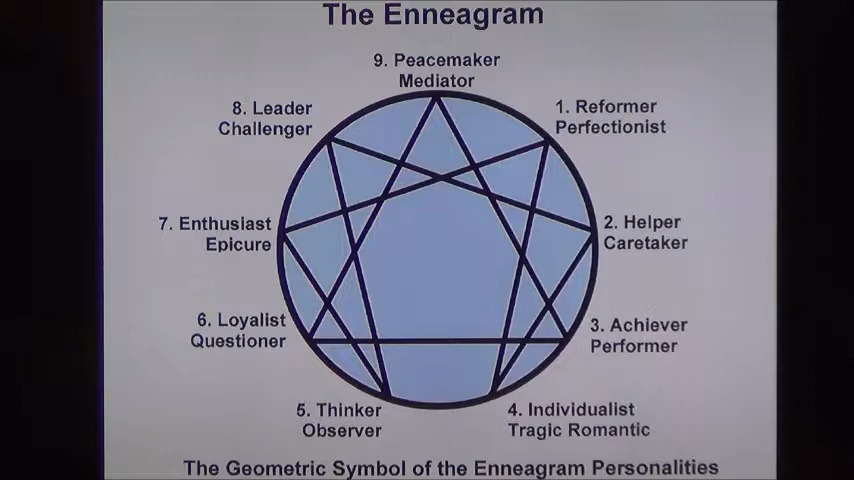 The Enneagram
9. Peacemaker
Mediator
8. Leader
Challenger
1. Reformer
Perfectionist
7. Enthusiast
Epicure
2. Helper
Caretaker
6. Loyalist
Questioner
3. Achiever
Performer
5. Thinker
Observer
4. Individualist
Tragic Romantic
The Geometric Symbol of the Enneagram Personalities